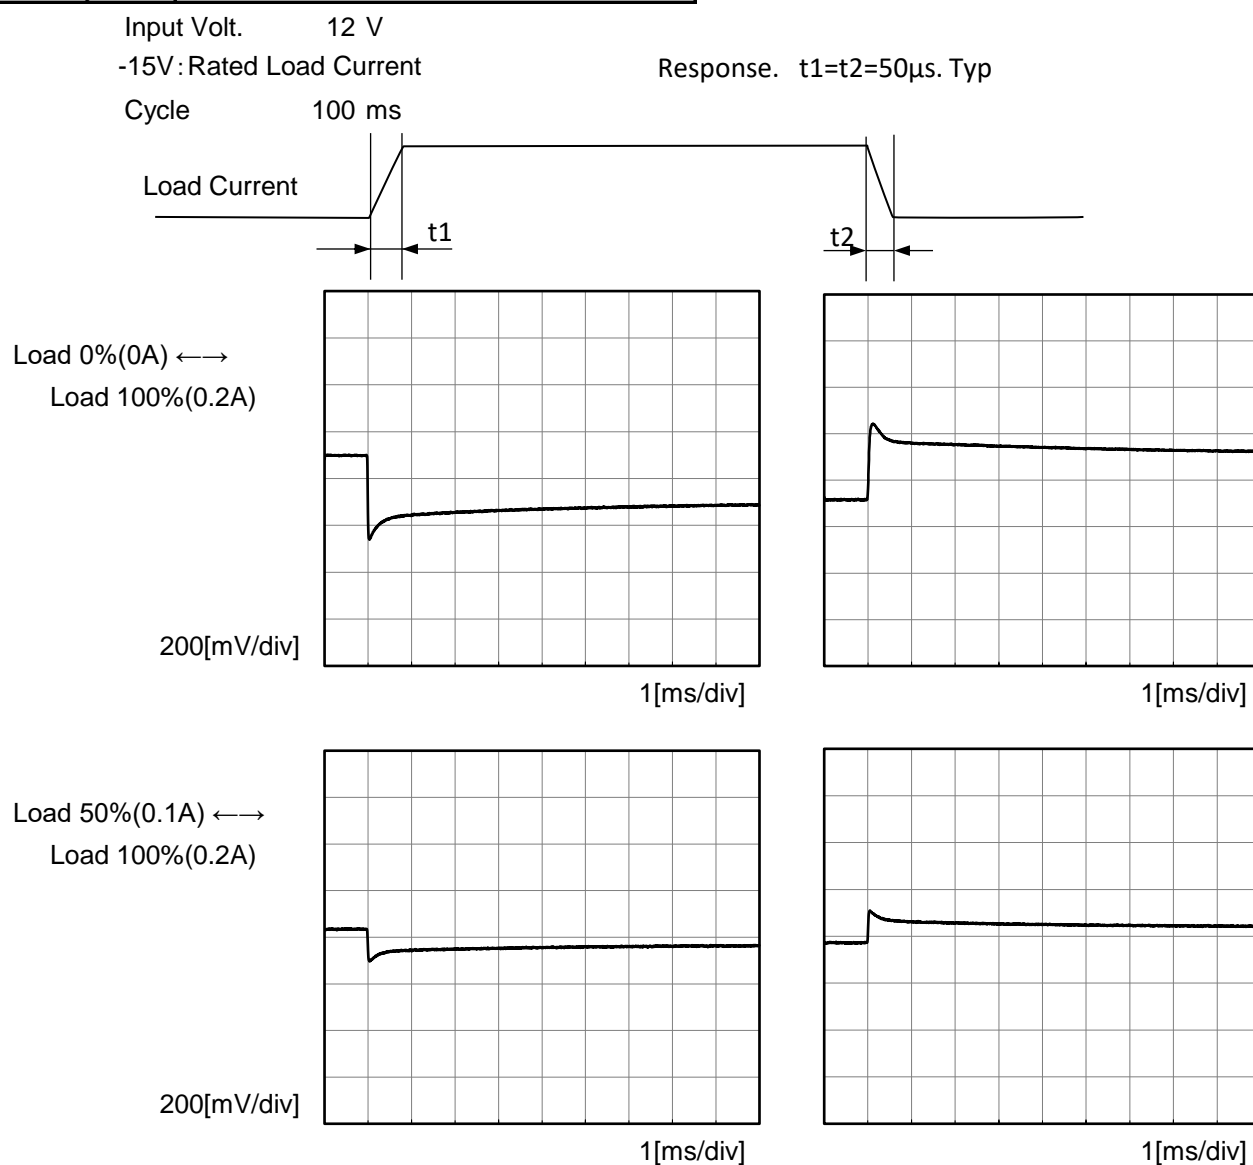 Input Volt. 12 V
-15V:Rated Load Current
Response. t1=t2=50µs. Typ
Cycle 100 ms
Load Current
t1
t2
Load 0%(0A) ←→
Load 100%(0.2A)
200[mV/div]
1[ms/div]
1[ms/div]
Load 50%(0.1A) ←→
Load 100%(0.2A)
200[mV/div]
1[ms/div]
1[ms/div]